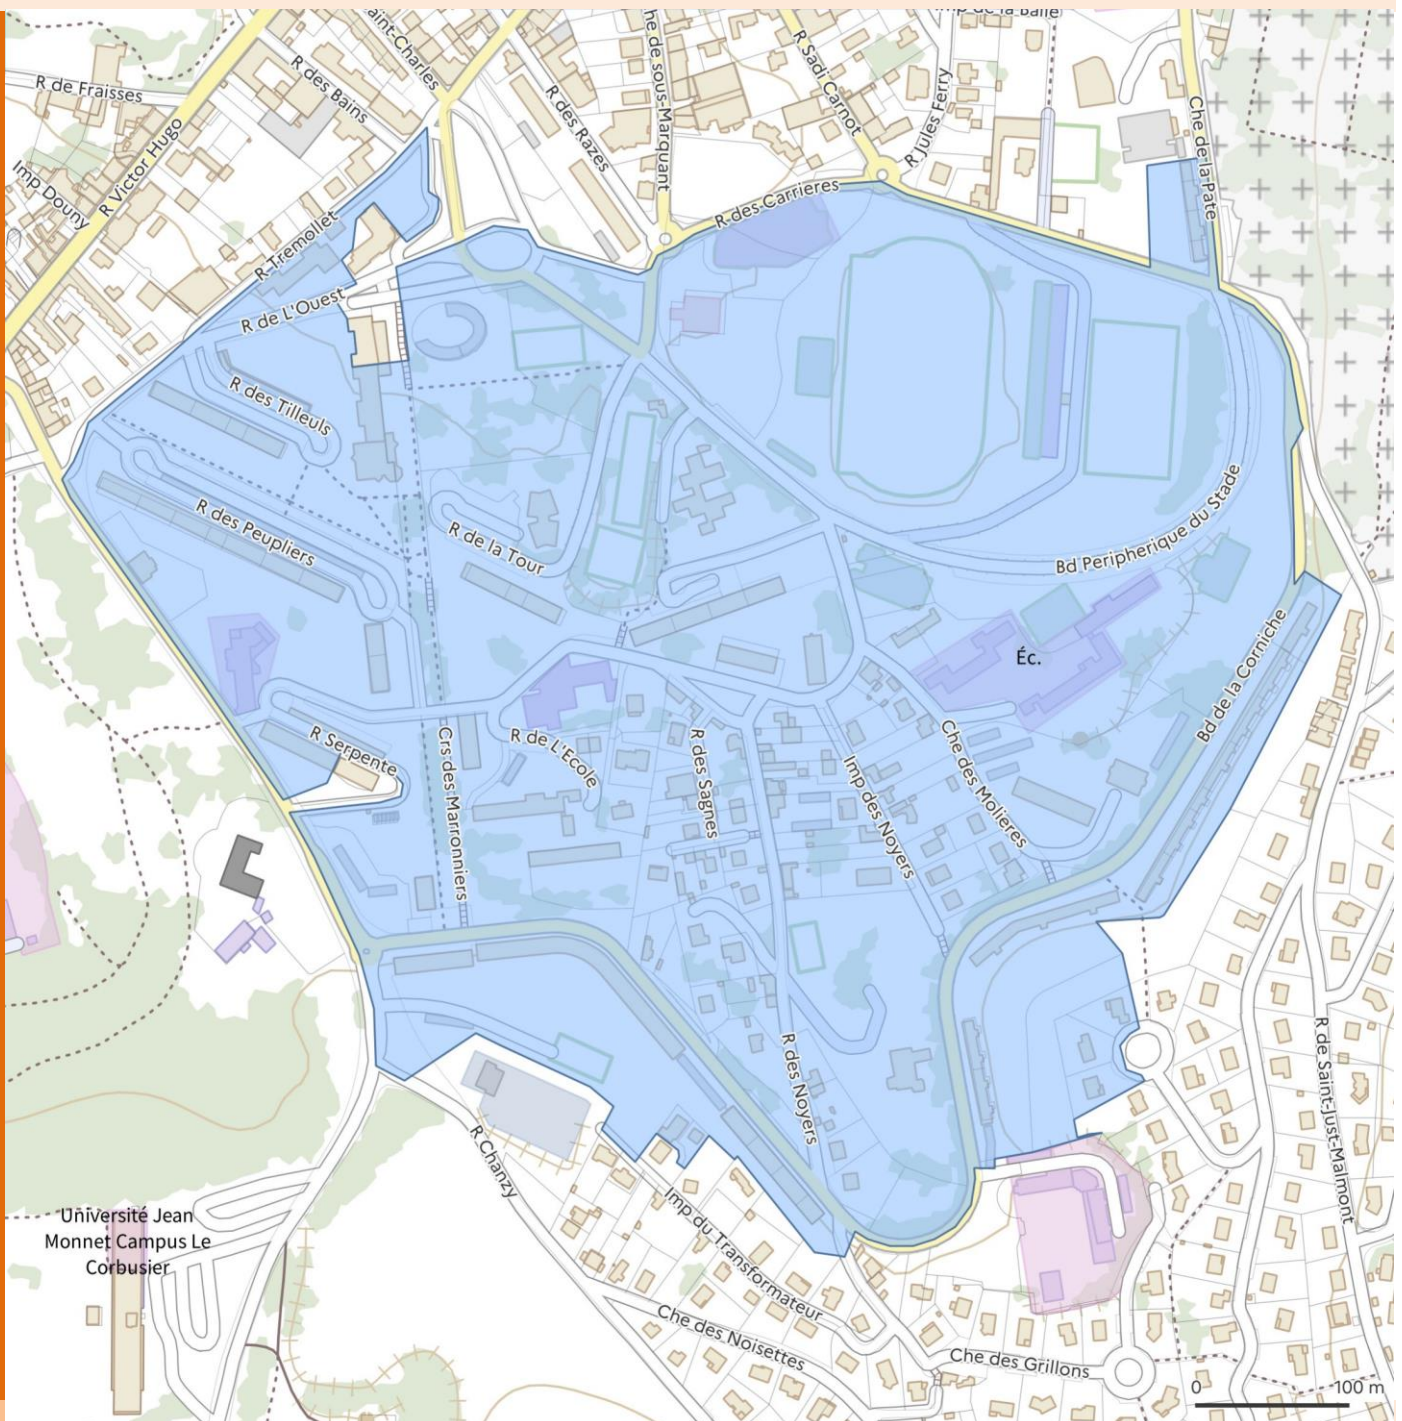 R de Fraisses
R Victor Hugo
Imp Douny
R des Bains
aint-Charles
R des Razes
he de sous-Marquant
R Sadi Carnot
R Jules Ferry
Che de la Pate
R des Carrieres
R Tremollet
R de L'Ouest
R des Tilleuls
R des Peupliers
R de la Tour
Bd Peripherique du Stade
Éc.
Bd de la Corniche
R Serpente
Crs des Marronniers
R de L'Ecole
R des Sagnes
Imp des Noyers
Che des Molieres
R des Noyers
R de Saint-Just-Malmont
R Chanzy
Imp du Transformateur
Université Jean
Monnet Campus Le
Corbusier
Che des Noisettes
Che des Grillons
0
100 m